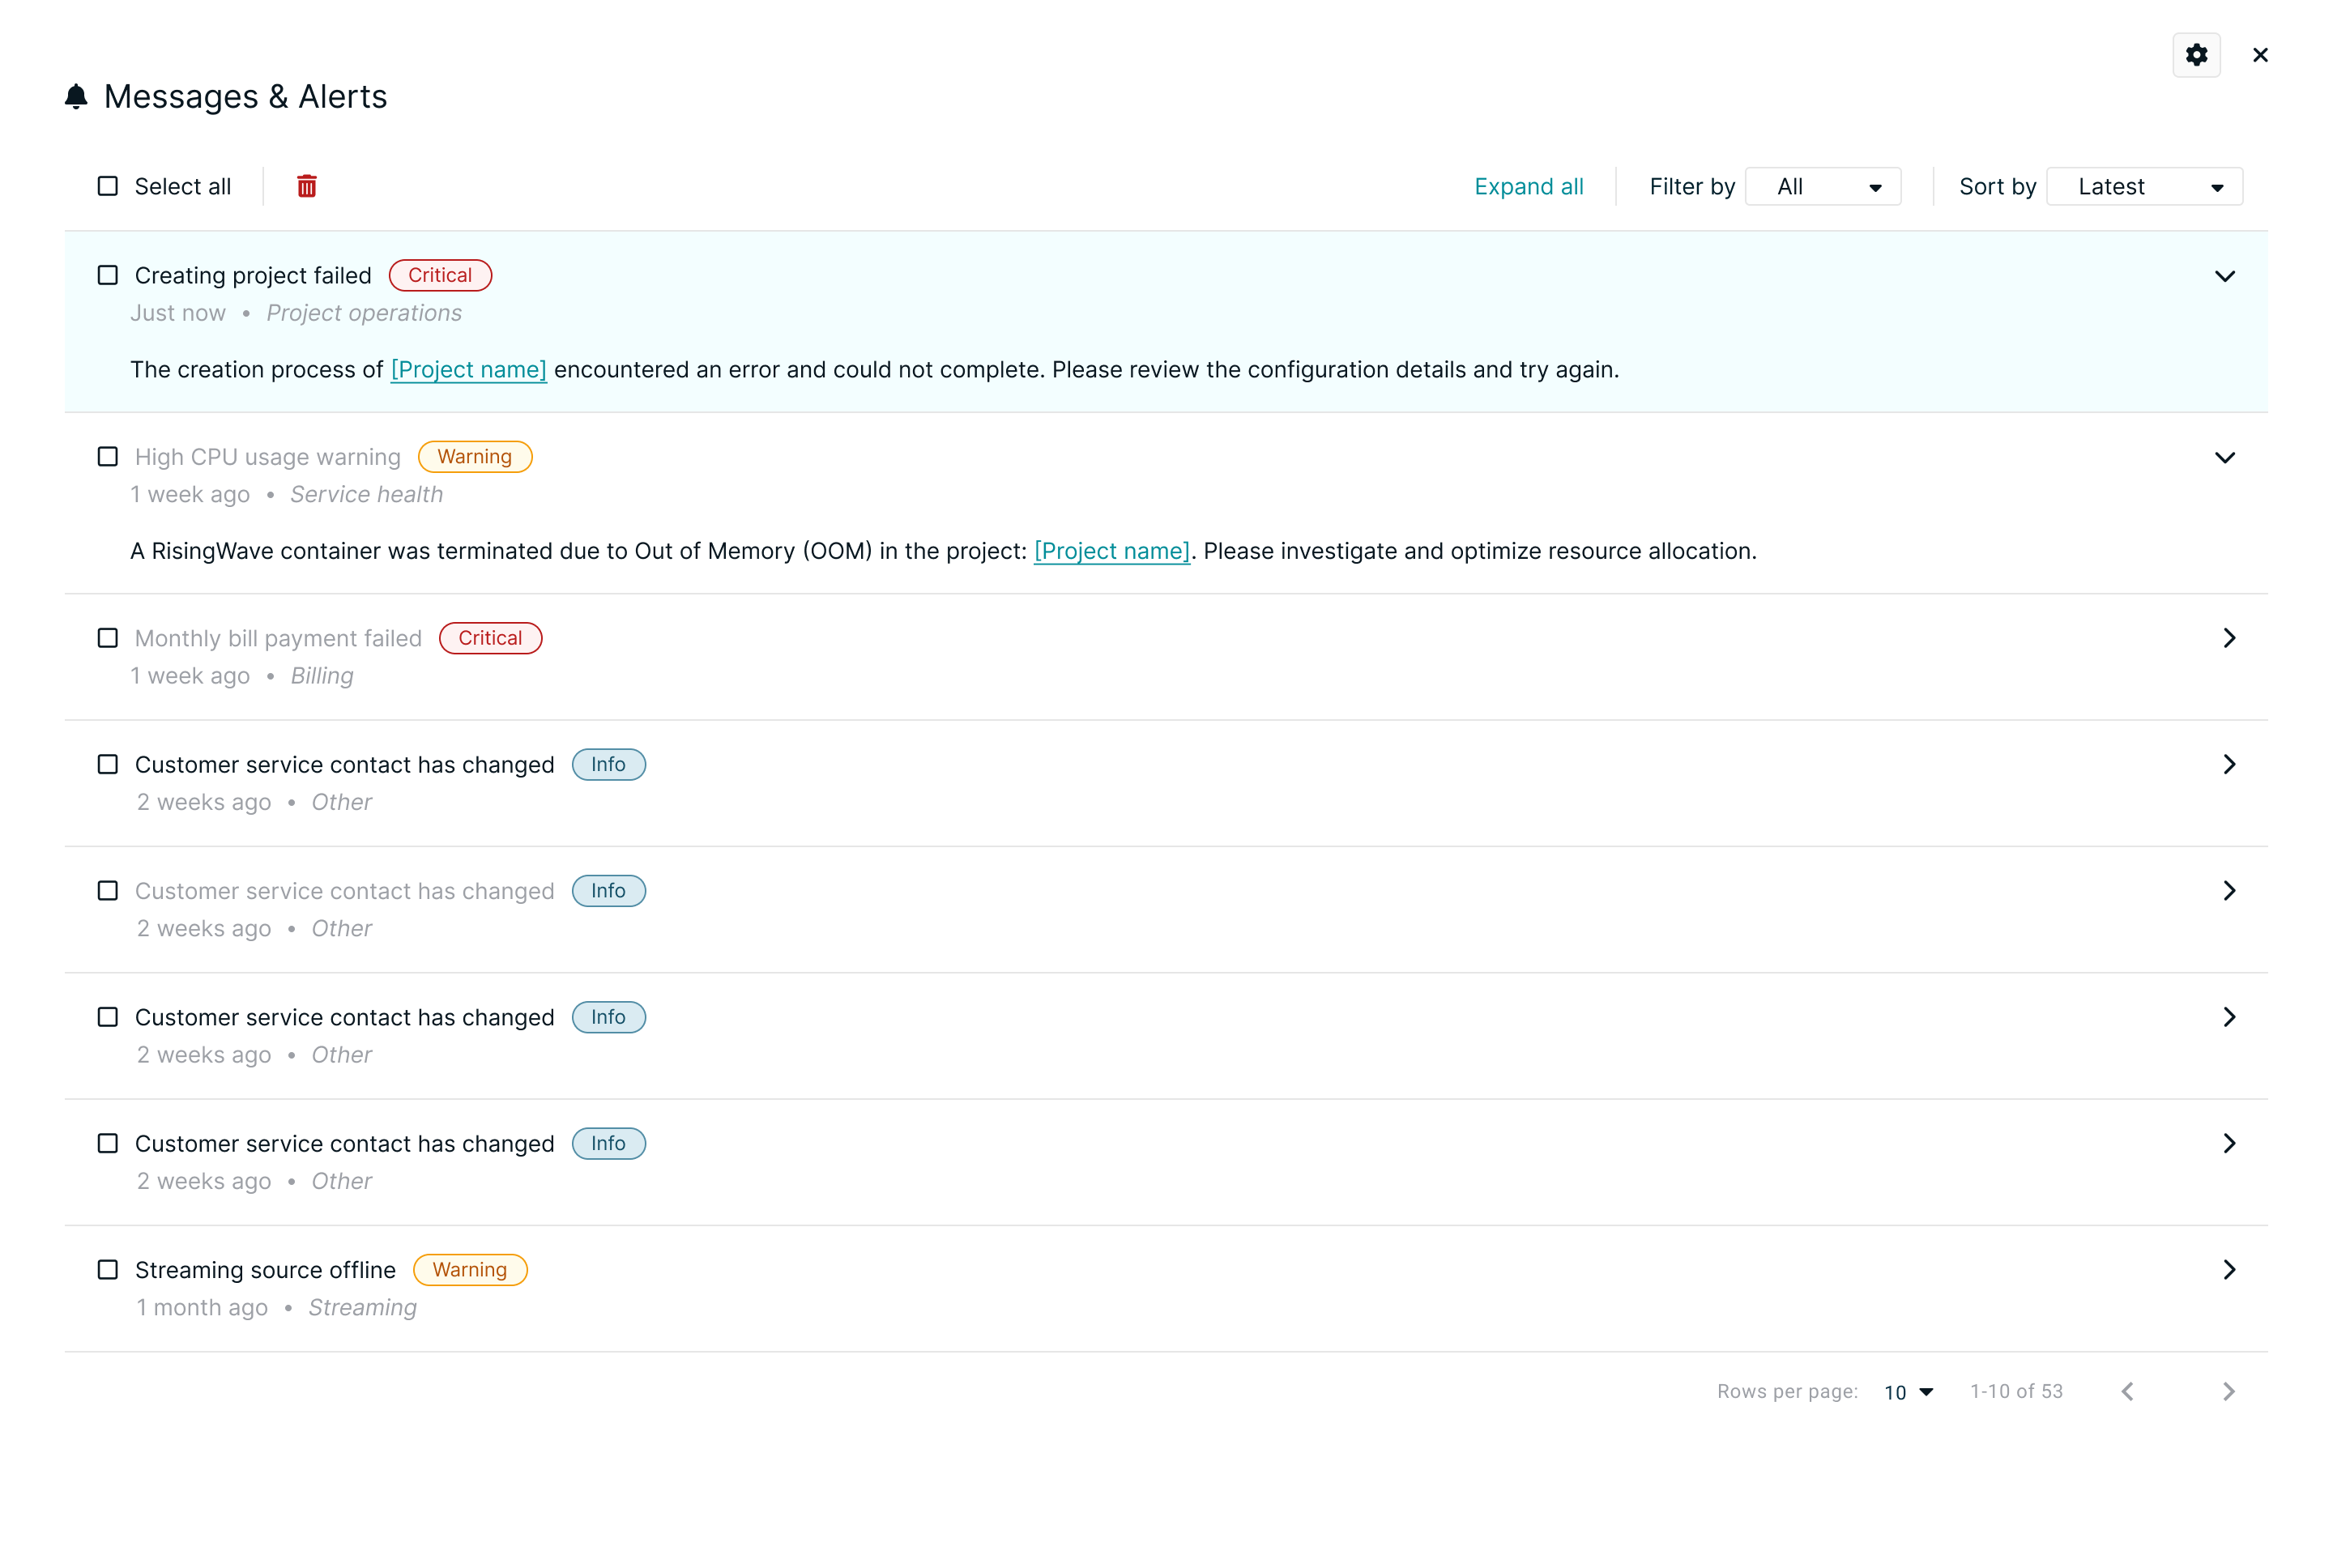 Messages & Alerts
Select all
Expand all
Filter by
All
Sort by
Latest
Creating project failed Critical
Just now • Project operations
The creation process of [Project name] encountered an error and could not complete. Please review the configuration details and try again.
High CPU usage warning Warning
1 week ago • Service health
A RisingWave container was terminated due to Out of Memory (OOM) in the project: [Project name]. Please investigate and optimize resource allocation.
Monthly bill payment failed Critical
1 week ago • Billing
Customer service contact has changed Info
2 weeks ago • Other
Customer service contact has changed Info
2 weeks ago • Other
Customer service contact has changed Info
2 weeks ago • Other
Customer service contact has changed Info
2 weeks ago • Other
Streaming source offline Warning
1 month ago • Streaming
Rows per page: 10 1-10 of 53